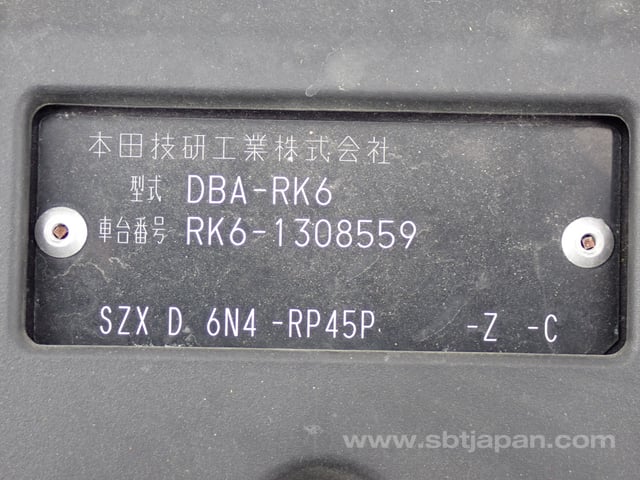 本田技研工業株式会社
型式 DBA-RK6
車台番号 RK6-1308559
SZX D 6N4 -RP45P -Z -C
www.sbtjapan.com